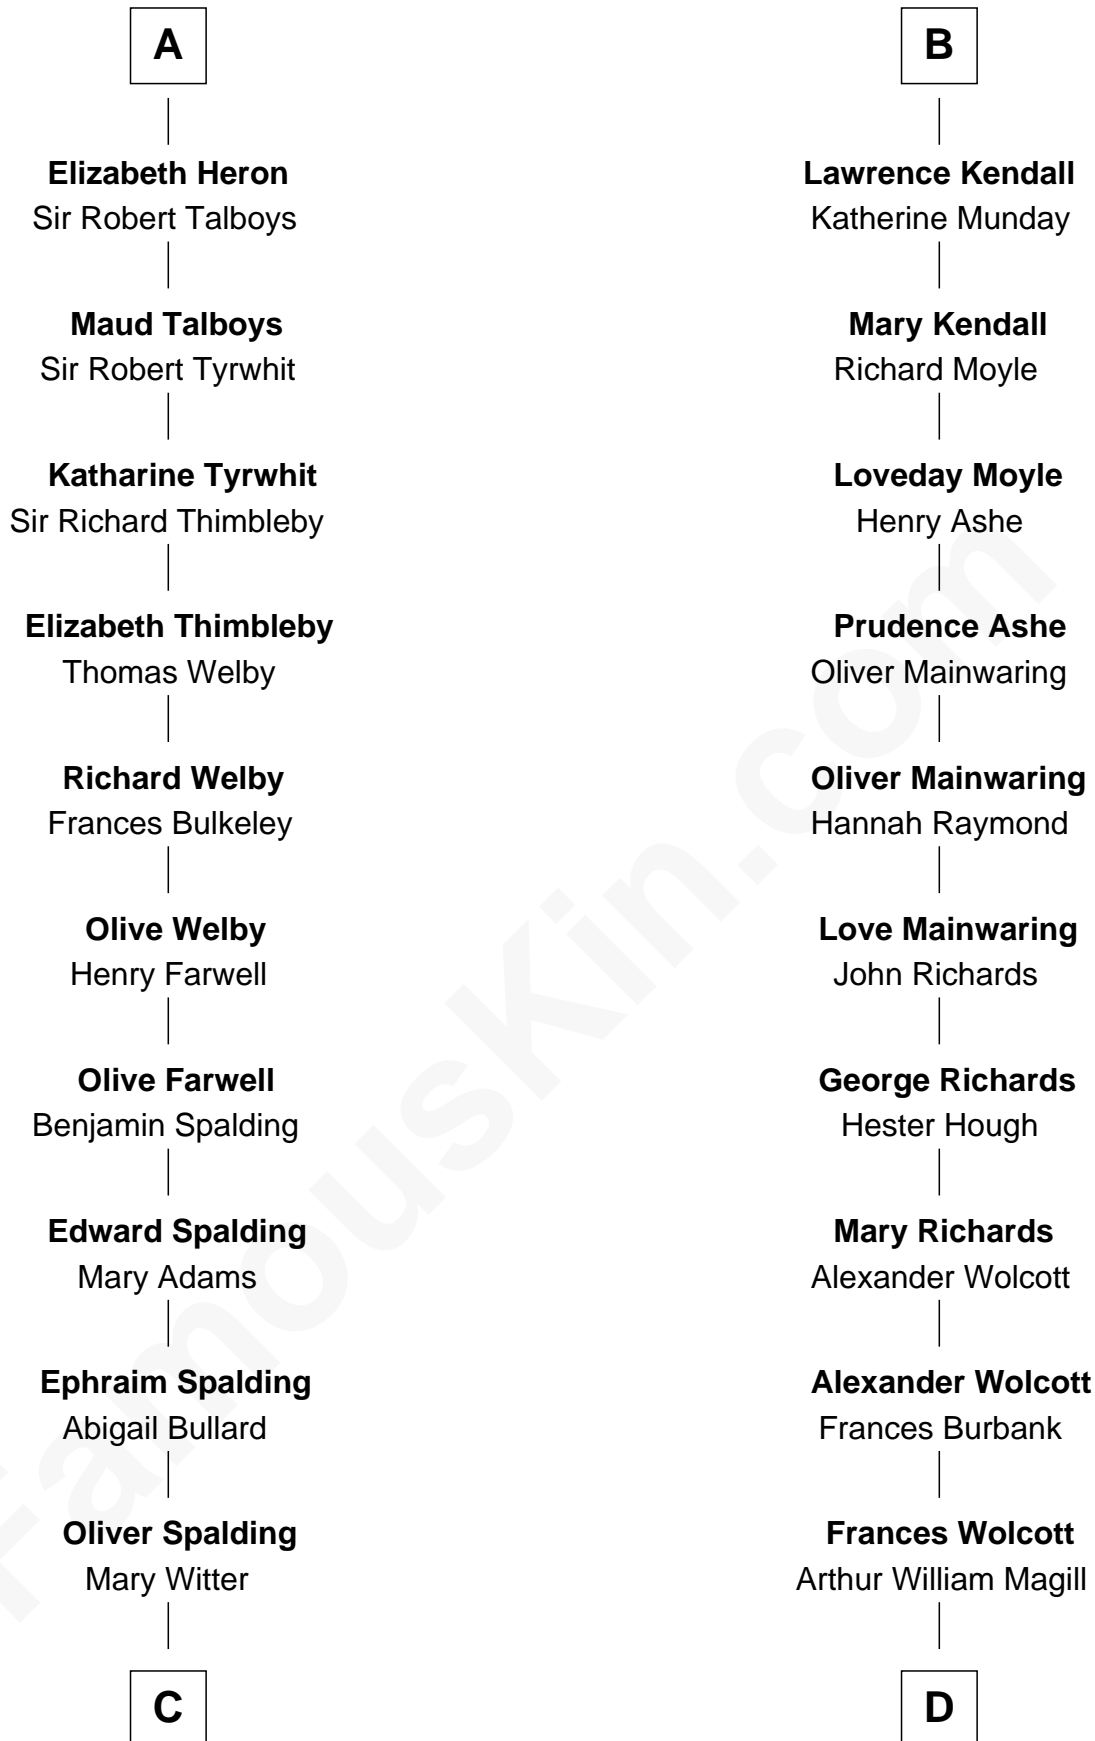 A
Elizabeth Heron
Sir Robert Talboys
Maud Talboys
Sir Robert Tyrwhit
Katharine Tyrwhit
Sir Richard Thimbleby
Elizabeth Thimbleby
Thomas Welby
Richard Welby
Frances Bulkeley
Olive Welby
Henry Farwell
Olive Farwell
Benjamin Spalding
Edward Spalding
Mary Adams
Ephraim Spalding
Abigail Bullard
Oliver Spalding
Mary Witter
C
B
Lawrence Kendall
Katherine Munday
Mary Kendall
Richard Moyle
Loveday Moyle
Henry Ashe
Prudence Ashe
Oliver Mainwaring
Oliver Mainwaring
Hannah Raymond
Love Mainwaring
John Richards
George Richards
Hester Hough
Mary Richards
Alexander Wolcott
Alexander Wolcott
Frances Burbank
Frances Wolcott
Arthur William Magill
D
FamousKin.com